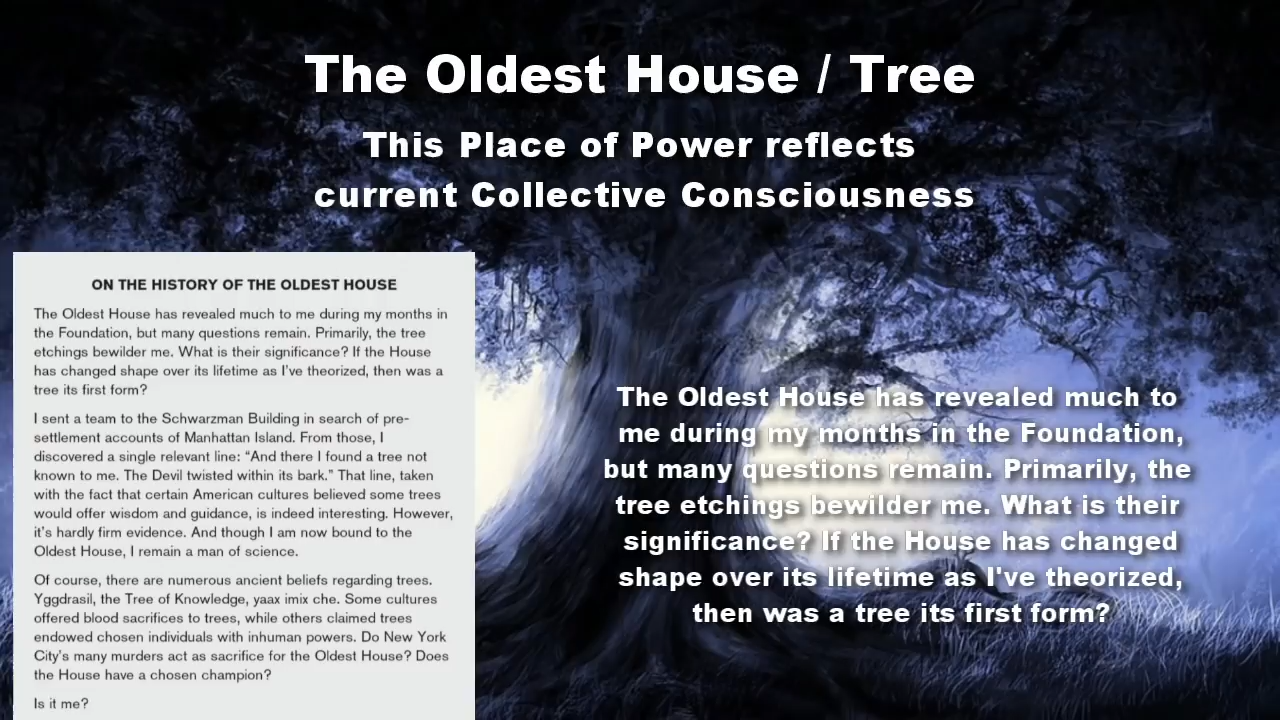 The Oldest House / Tree
This Place of Power reflects
current Collective Consciousness
ON THE HISTORY OF THE OLDEST HOUSE
The Oldest House has revealed much to me during my months in
the Foundation, but many questions remain. Primarily, the tree
etchings bewilder me. What is their significance? If the House
has changed shape over its lifetime as I've theorized, then was a
tree its first form?
I sent a team to the Schwarzman Building in search of pre-
settlement accounts of Manhattan Island. From those, I
discovered a single relevant line: “And there I found a tree not
known to me. The Devil twisted within its bark.” That line, taken
with the fact that certain American cultures believed some trees
would offer wisdom and guidance, is indeed interesting. However,
it's hardly firm evidence. And though I am now bound to the
Oldest House, I remain a man of science.
Of course, there are numerous ancient beliefs regarding trees.
Yggdrasil, the Tree of Knowledge, yaax imix che. Some cultures
offered blood sacrifices to trees, while others claimed trees
endowed chosen individuals with inhuman powers. Do New York
City's many murders act as sacrifice for the Oldest House? Does
the House have a chosen champion?
Is it me?
The Oldest House has revealed much to
me during my months in the Foundation,
but many questions remain. Primarily, the
tree etchings bewilder me. What is their
significance? If the House has changed
shape over its lifetime as I've theorized,
then was a tree its first form?